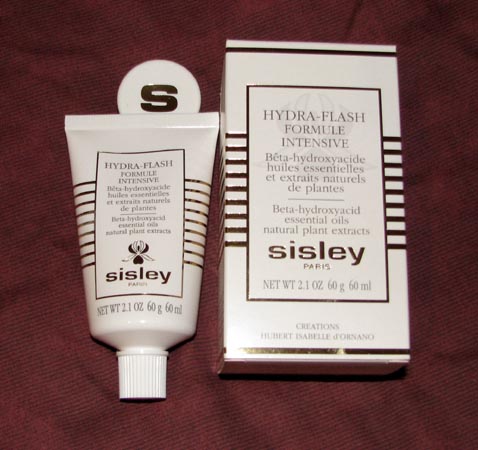 S
HYDRA-FLASH
FORMULE
INTENSIVE
Bêta-hydroxyacide
huiles essentielles
et extraits naturels
de plantes
Beta-hydroxyacid
essential oils
natural plant extracts
sisley
PARIS
NET WT 2.1 OZ 60 g 60 ml
HYDRA-FLASH
FORMULE
INTENSIVE
Bêta-hydroxyacide
huiles essentielles
et extraits naturels
de plantes
Beta-hydroxyacid
essential oils
natural plant extracts
sisley
PARIS
NET WT 2.1 OZ 60 g 60 ml
CREATIONS
HUBERT ISABELLE d'ORNANO